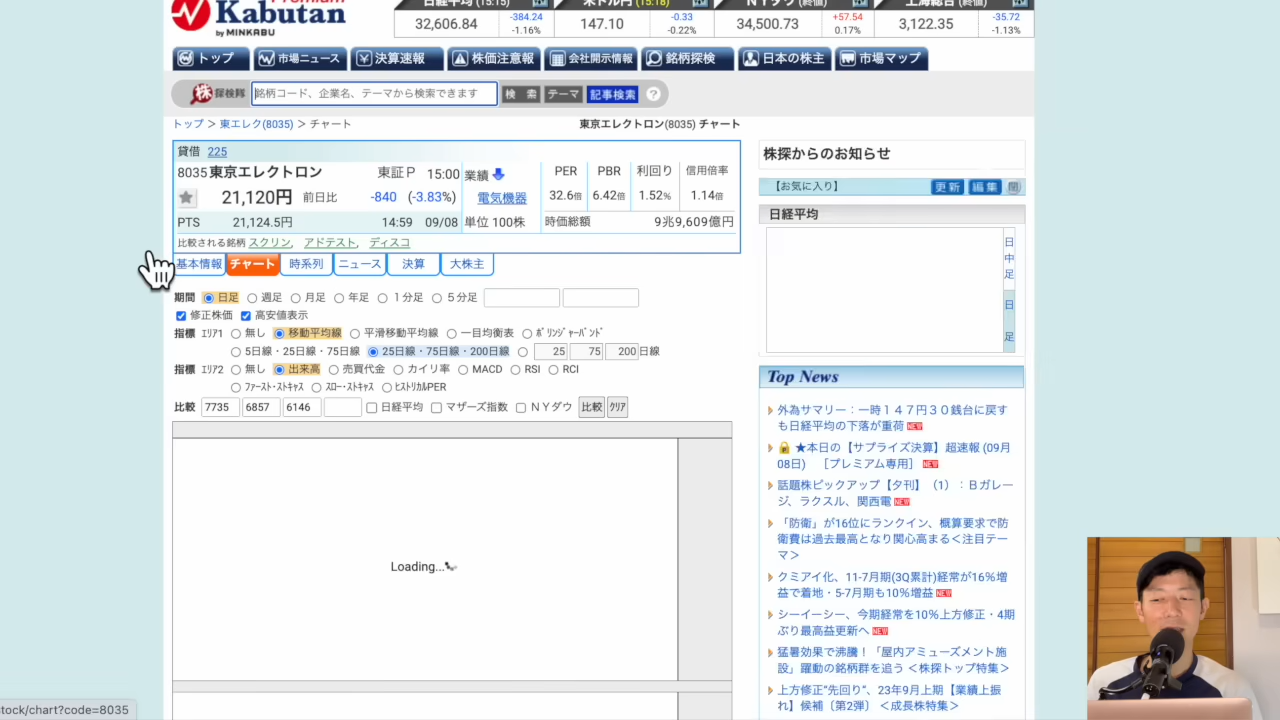 Kabutan
by MINKABU
(15:15)
32,606.84
-384.24
-1.16%
米ドル円 (15:18)
147.10
-0.33
-0.22%
34,500.73
+57.54
0.17%
3,122.35
-35.72
-1.13%
トップ
市場ニュース
決算速報
株価注意報
会社開示情報
銘柄探検
日本の株主
市場マップ
株 探検隊
銘柄コード、企業名、テーマから検索できます
検 索
テーマ
記事検索
?
トップ > 東エレク(8035) > チャート
東京エレクトロン(8035) チャート
貸借 225
8035 東京エレクトロン
東証Ｐ 15:00
21,120円 前日比 -840 (-3.83%)
PTS 21,124.5円 14:59 09/08
業績
電気機器
単位 100株
PER PBR 利回り 信用倍率
32.6倍 6.42倍 1.52% 1.14倍
時価総額 9兆9,609億円
比較される銘柄 スクリン, アドテスト, ディスコ
基本情報 チャート 時系列 ニュース 決算 大株主
期間 日足 週足 月足 年足 １分足 ５分足
修正株価 高安値表示
指標 ｴﾘｱ1 無し 移動平均線 平滑移動平均線 一目均衡表 ﾎﾞﾘﾝｼﾞｬｰﾊﾞﾝﾄﾞ
5日線・25日線・75日線 25日線・75日線・200日線 25 75 200 日線
指標 ｴﾘｱ2 無し 出来高 売買代金 カイリ率 MACD RSI RCI
ﾌｧｰｽﾄ･ｽﾄｷｬｽ ｽﾛｰ･ｽﾄｷｬｽ ﾋｽﾄﾘｶﾙPER
比較 7735 6857 6146 日経平均 マザーズ指数 ＮＹダウ 比較 ｸﾘｱ
Loading...
株探からのお知らせ
【お気に入り】 更新 編集 閉
日経平均
日
中
足
日
足
Top News
外為サマリー：一時１４７円３０銭台に戻す
も日経平均の下落が重荷 NEW
★本日の【サプライズ決算】超速報 (09月
08日) ［プレミアム専用］ NEW
話題株ピックアップ【夕刊】（1）：Ｂガレー
ジ、ラクスル、関西電 NEW
「防衛」が16位にランクイン、概算要求で防
衛費は過去最高となり関心高まる＜注目テー
マ＞
クミアイ化、11-7月期(3Q累計)経常が16％増
益で着地・5-7月期も10％増益 NEW
シーイーシー、今期経常を10％上方修正・4期
ぶり最高益更新へ NEW
猛暑効果で沸騰！「屋内アミューズメント施
設」躍動の銘柄群を追う ＜株探トップ特集＞
上方修正“先回り”、23年9月上期【業績上振
れ】候補〔第2弾〕 ＜成長株特集＞
stock/chart?code=8035